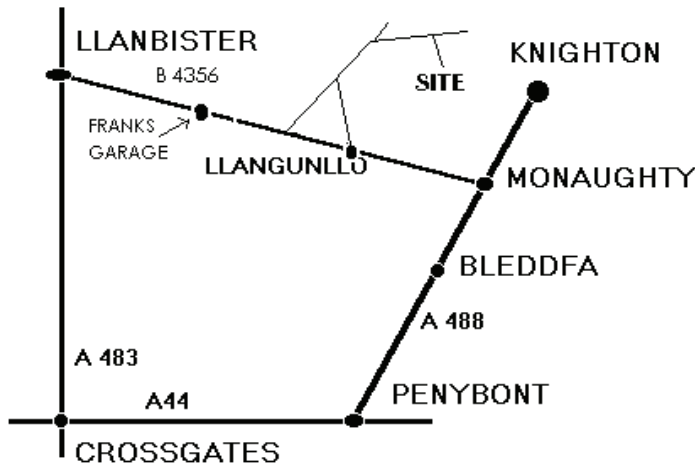 LLANBISTER
B 4356
KNIGHTON
SITE
FRANKS
GARAGE
LLANGUNLLO
MONAUGHTY
BLEDDFA
A 488
A 483
A44
PENYBONT
CROSSGATES